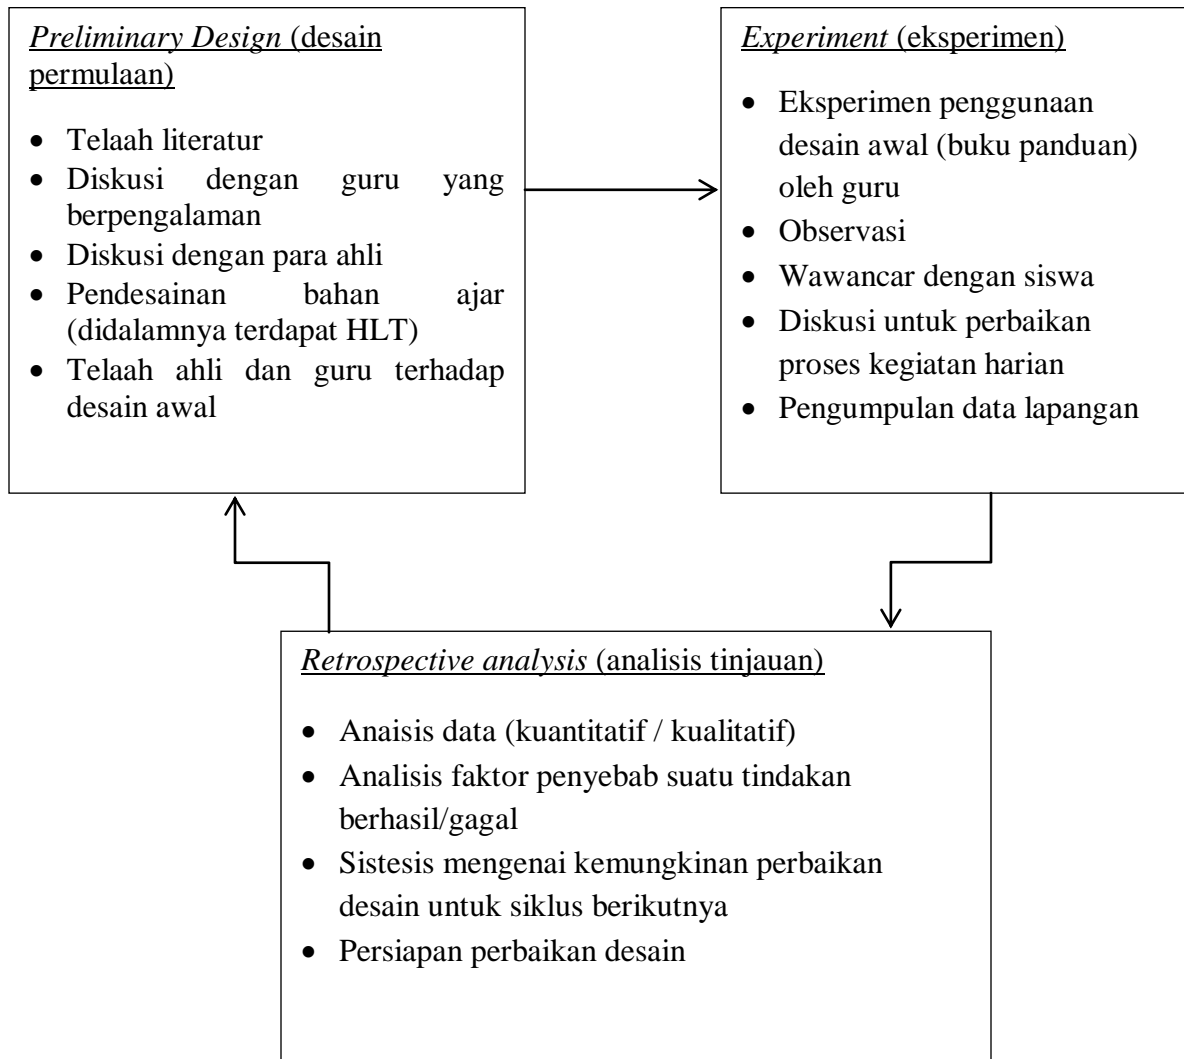 Preliminary Design (desain
permulaan)
• Telaah literatur
• Diskusi dengan guru yang
berpengalaman
• Diskusi dengan para ahli
• Pendesainan bahan ajar
(didalamnya terdapat HLT)
• Telaah ahli dan guru terhadap
desain awal
Experiment (eksperimen)
• Eksperimen penggunaan
desain awal (buku panduan)
oleh guru
• Observasi
• Wawancar dengan siswa
• Diskusi untuk perbaikan
proses kegiatan harian
• Pengumpulan data lapangan
Retrospective analysis (analisis tinjauan)
• Anaisis data (kuantitatif / kualitatif)
• Analisis faktor penyebab suatu tindakan
berhasil/gagal
• Sistesis mengenai kemungkinan perbaikan
desain untuk siklus berikutnya
• Persiapan perbaikan desain